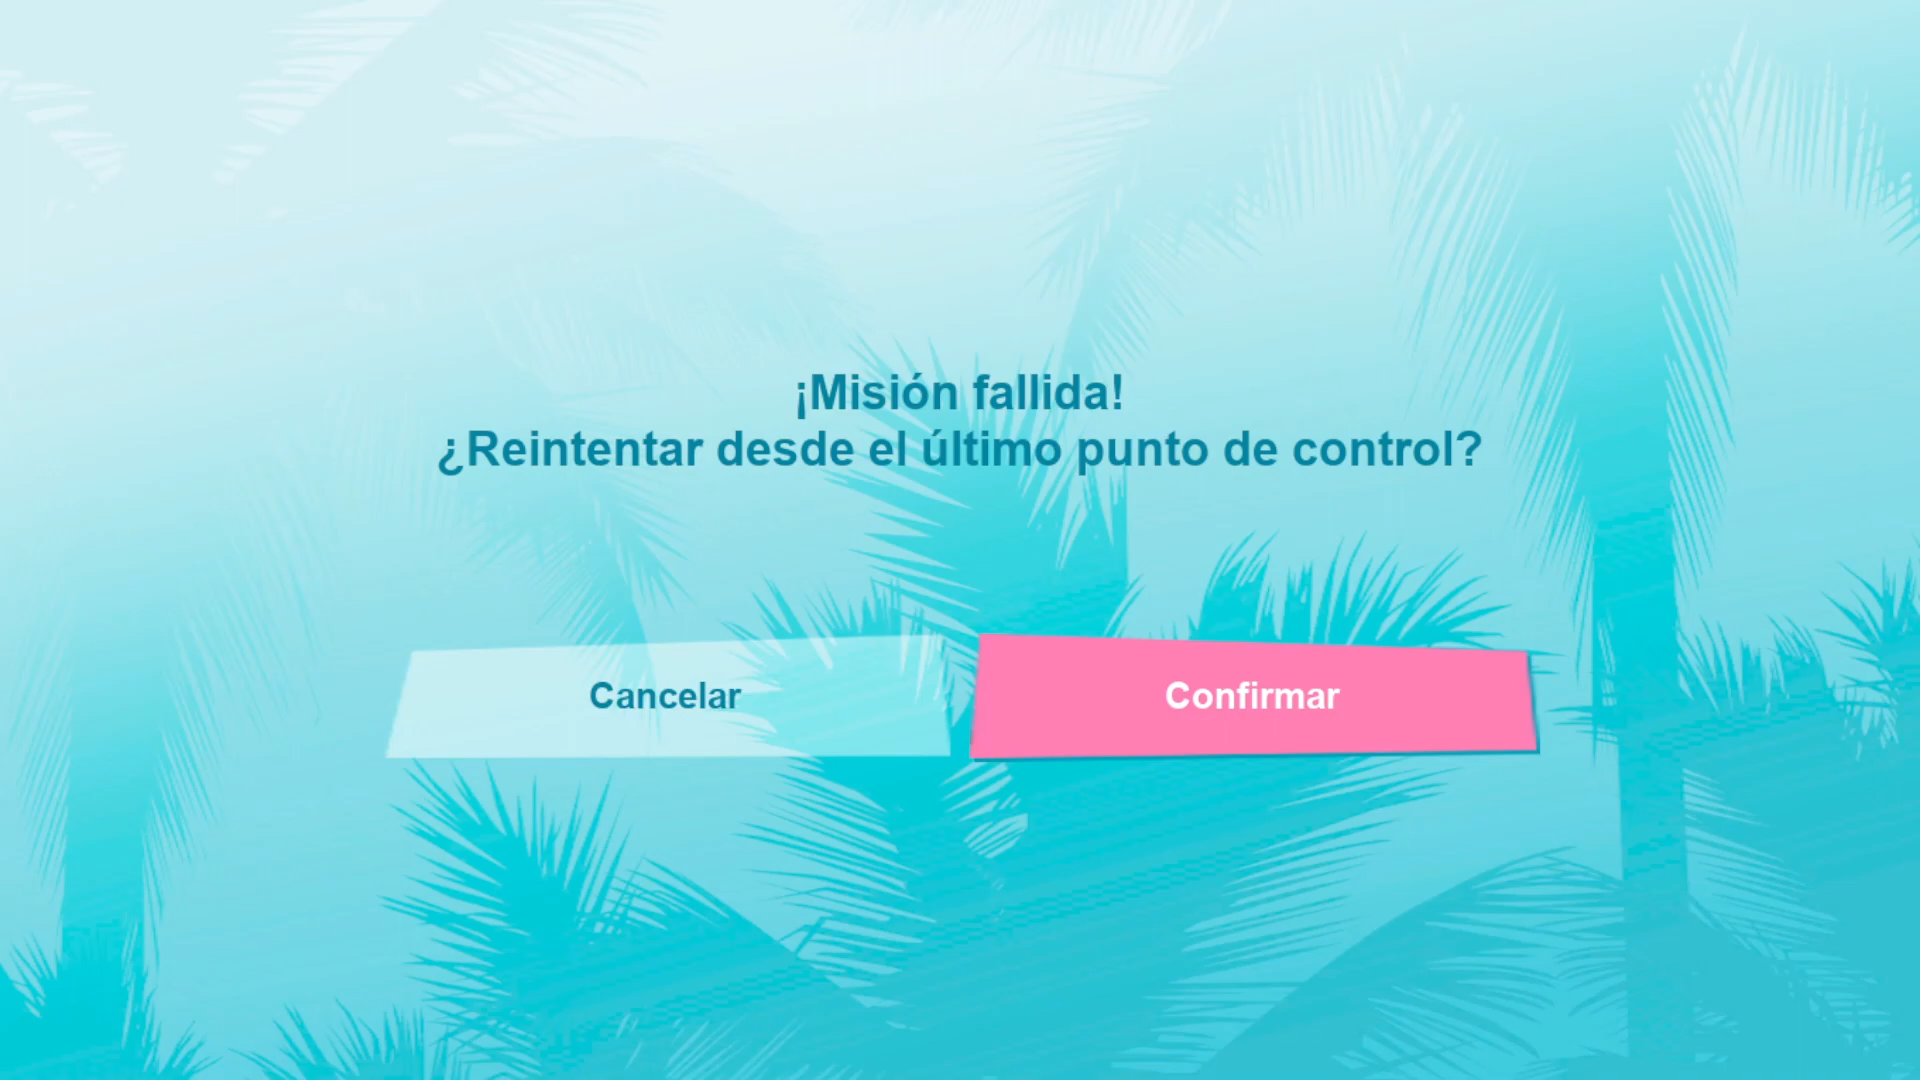 ¡Misión fallida!
¿Reintentar desde el último punto de control?
Cancelar
Confirmar